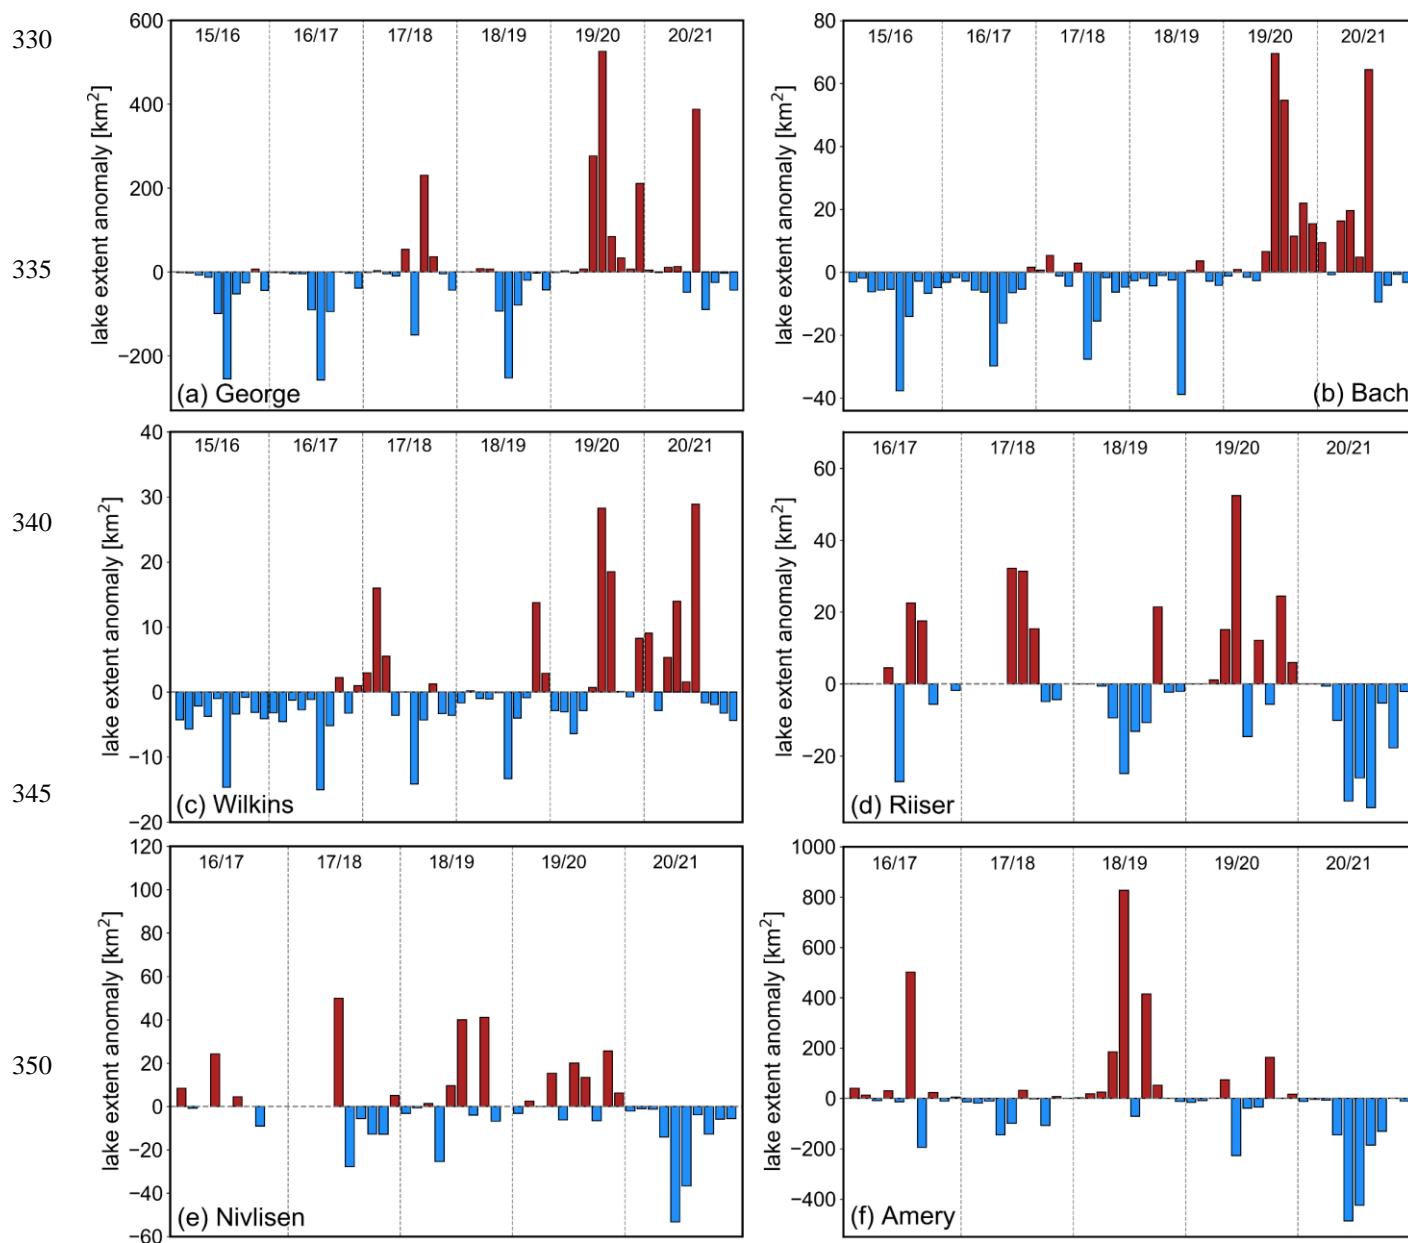 330
335
340
345
350
600
400
200
0
−200
lake extent anomaly [km²]
15/16 16/17 17/18 18/19 19/20 20/21
(a) George
80
60
40
20
0
−20
−40
lake extent anomaly [km²]
15/16 16/17 17/18 18/19 19/20 20/21
(b) Bach
40
30
20
10
0
−10
−20
lake extent anomaly [km²]
15/16 16/17 17/18 18/19 19/20 20/21
(c) Wilkins
60
40
20
0
−20
lake extent anomaly [km²]
16/17 17/18 18/19 19/20 20/21
(d) Riiser
120
100
80
60
40
20
0
−20
−40
−60
lake extent anomaly [km²]
16/17 17/18 18/19 19/20 20/21
(e) Nivlisen
1000
800
600
400
200
0
−200
−400
lake extent anomaly [km²]
16/17 17/18 18/19 19/20 20/21
(f) Amery